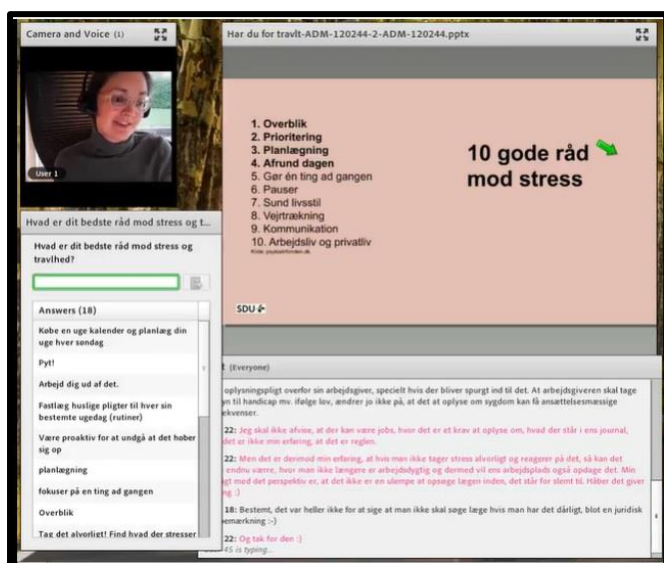 Camera and Voice (1)
User 1
Hvad er dit bedste råd mod stress og t...
Hvad er dit bedste råd mod stress og
travlhed?
Answers (18)
Købe en uge kalender og planlæg din
uge hver søndag
Pyt!
Arbejd dig ud af det.
Fastlæg huslige pligter til hver sin
bestemte ugedag (rutiner)
Være proaktiv for at undgå at det hober
sig op
planlægning
fokuser på en ting ad gangen
Overblik
Tag det alvorligt! Find hvad der stresser
Har du for travlt-ADM-120244-2-ADM-120244.pptx
1. Overblik
2. Prioritering
3. Planlægning
4. Afrund dagen
5. Gør én ting ad gangen
6. Pauser
7. Sund livsstil
8. Vejrtrækning
9. Kommunikation
10. Arbejdsliv og privatliv
10 gode råd
mod stress
SDU
(Everyone)
oplysningspligt overfor sin arbejdsgiver, specielt hvis der bliver spurgt ind til det. At arbejdsgiveren skal tage
yn til handicap mv. ifølge lov, ændrer jo ikke på, at det at oplyse om sygdom kan få ansættelsesmæssige
ekvenser.
22: Jeg skal ikke afvise, at der kan være jobs, hvor det er et krav at oplyse om, hvad der står i ens journal,
det er ikke min erfaring, at det er reglen.
22: Men det er derimod min erfaring, at hvis man ikke tager stress alvorligt og reagerer på det, så kan det
endnu værre, hvor man ikke længere er arbejdsdygtig og dermed vil ens arbejdsplads også opdage det. Min
igt med det perspektiv er, at det ikke er en ulempe at opsøge lægen inden, det står for slemt til. Håber det giver
ng :)
18: Bestemt, det var heller ikke for at sige at man ikke skal søge læge hvis man har det dårligt, blot en juridisk
bemærkning :-)
22: Og tak for den :)
45 is typing...